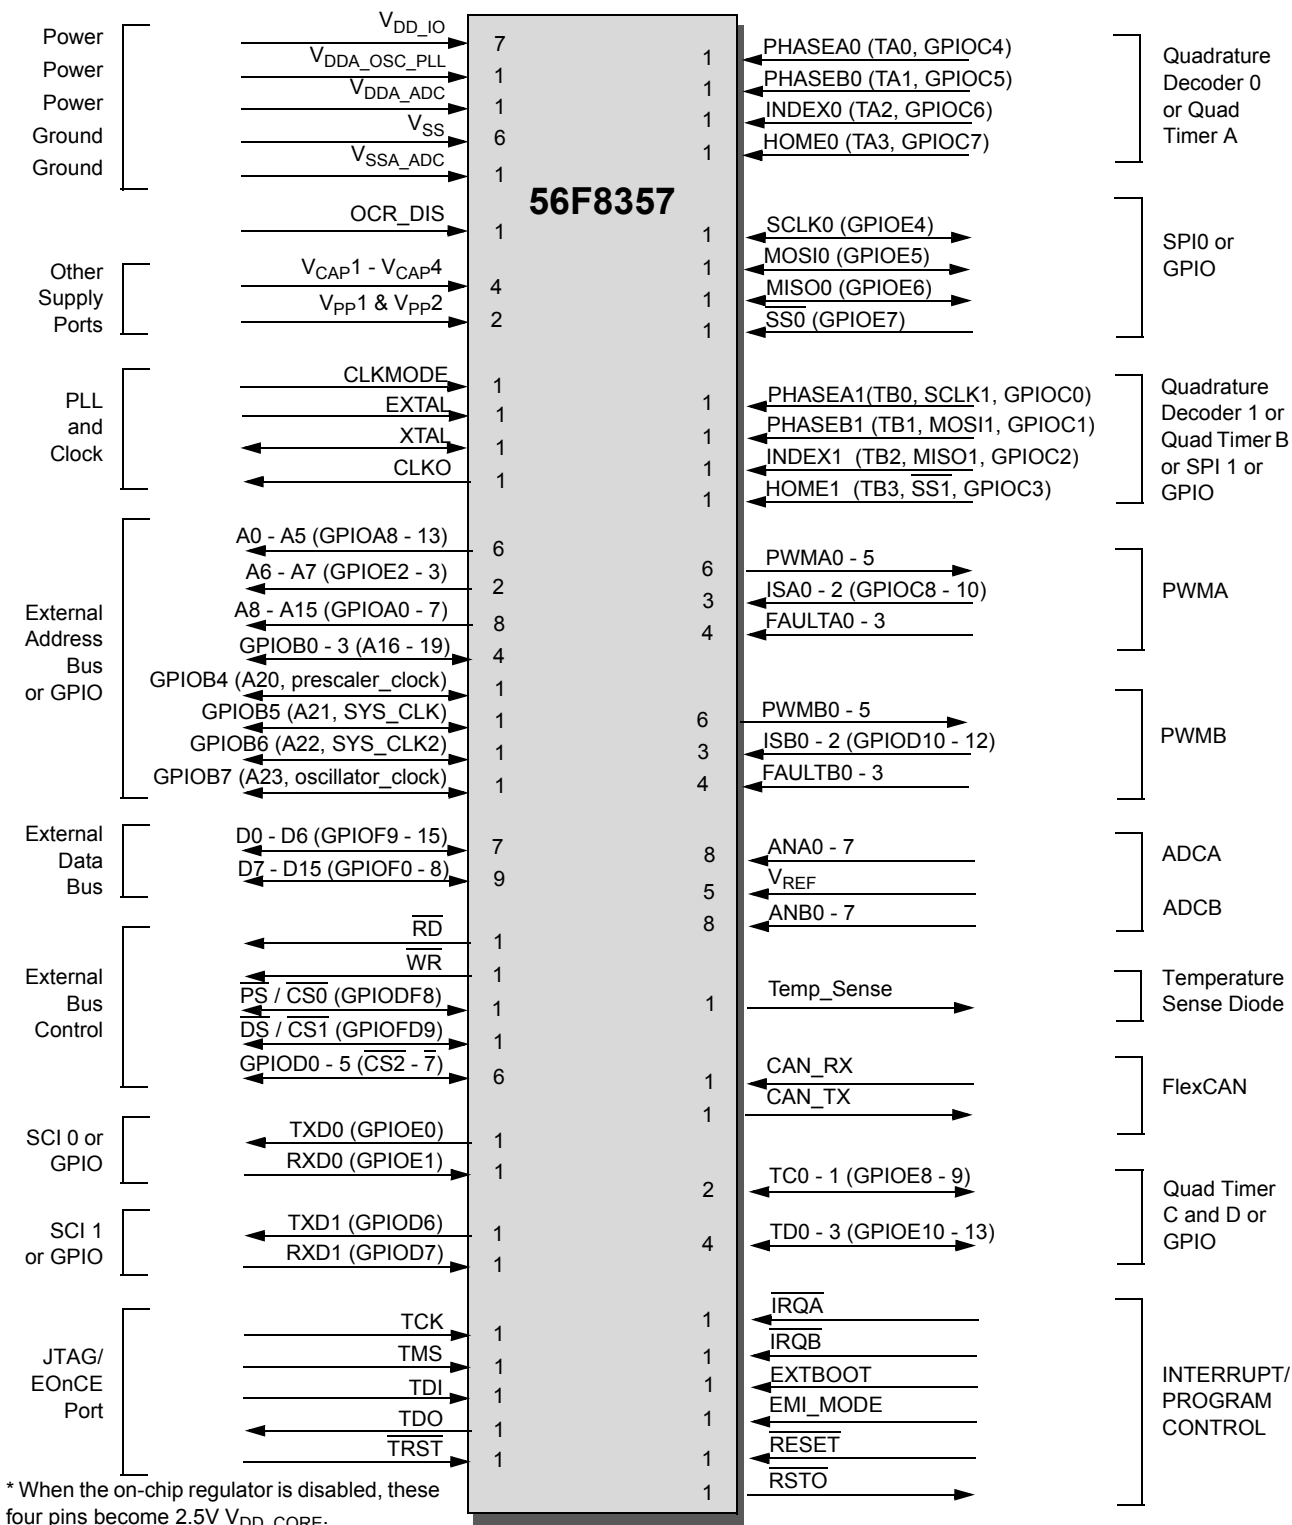 56F8357
Power
Power
Power
Ground
Ground
V_DD_IO 7
V_DDA_OSC_PLL 1
V_DDA_ADC 1
V_SS 6
V_SSA_ADC 1
OCR_DIS 1
Other
Supply
Ports
V_CAP1 - V_CAP4 4
V_PP1 & V_PP2 2
PLL
and
Clock
CLKMODE 1
EXTAL 1
XTAL 1
CLKO 1
External
Address
Bus
or GPIO
A0 - A5 (GPIOA8 - 13) 6
A6 - A7 (GPIOE2 - 3) 2
A8 - A15 (GPIOA0 - 7) 8
GPIOB0 - 3 (A16 - 19) 4
GPIOB4 (A20, prescaler_clock) 1
GPIOB5 (A21, SYS_CLK) 1
GPIOB6 (A22, SYS_CLK2) 1
GPIOB7 (A23, oscillator_clock) 1
External
Data
Bus
D0 - D6 (GPIOF9 - 15) 7
D7 - D15 (GPIOF0 - 8) 9
External
Bus
Control
R̅D̅ 1
W̅R̅ 1
P̅S̅ / C̅S̅0̅ (GPIODF8) 1
D̅S̅ / C̅S̅1̅ (GPIOFD9) 1
GPIOD0 - 5 (C̅S̅2̅ - 7̅) 6
SCI 0 or
GPIO
TXD0 (GPIOE0) 1
RXD0 (GPIOE1) 1
SCI 1
or GPIO
TXD1 (GPIOD6) 1
RXD1 (GPIOD7) 1
JTAG/
EOnCE
Port
TCK 1
TMS 1
TDI 1
TDO 1
T̅R̅S̅T̅ 1
* When the on-chip regulator is disabled, these
four pins become 2.5V V_DD_CORE.
1 PHASEA0 (TA0, GPIOC4)
1 PHASEB0 (TA1, GPIOC5)
1 INDEX0 (TA2, GPIOC6)
1 HOME0 (TA3, GPIOC7)
Quadrature
Decoder 0
or Quad
Timer A
1 SCLK0 (GPIOE4)
1 MOSI0 (GPIOE5)
1 MISO0 (GPIOE6)
1 S̅S̅0̅ (GPIOE7)
SPI0 or
GPIO
1 PHASEA1(TB0, SCLK1, GPIOC0)
1 PHASEB1 (TB1, MOSI1, GPIOC1)
1 INDEX1 (TB2, MISO1, GPIOC2)
1 HOME1 (TB3, S̅S̅1̅, GPIOC3)
Quadrature
Decoder 1 or
Quad Timer B
or SPI 1 or
GPIO
6 PWMA0 - 5
3 ISA0 - 2 (GPIOC8 - 10)
4 FAULTA0 - 3
PWMA
6 PWMB0 - 5
3 ISB0 - 2 (GPIOD10 - 12)
4 FAULTB0 - 3
PWMB
8 ANA0 - 7
5 V_REF
8 ANB0 - 7
ADCA
ADCB
1 Temp_Sense
Temperature
Sense Diode
1 CAN_RX
1 CAN_TX
FlexCAN
2 TC0 - 1 (GPIOE8 - 9)
4 TD0 - 3 (GPIOE10 - 13)
Quad Timer
C and D or
GPIO
1 I̅R̅Q̅A̅
1 I̅R̅Q̅B̅
1 EXTBOOT
1 EMI_MODE
1 R̅E̅S̅E̅T̅
1 R̅S̅T̅O̅
INTERRUPT/
PROGRAM
CONTROL